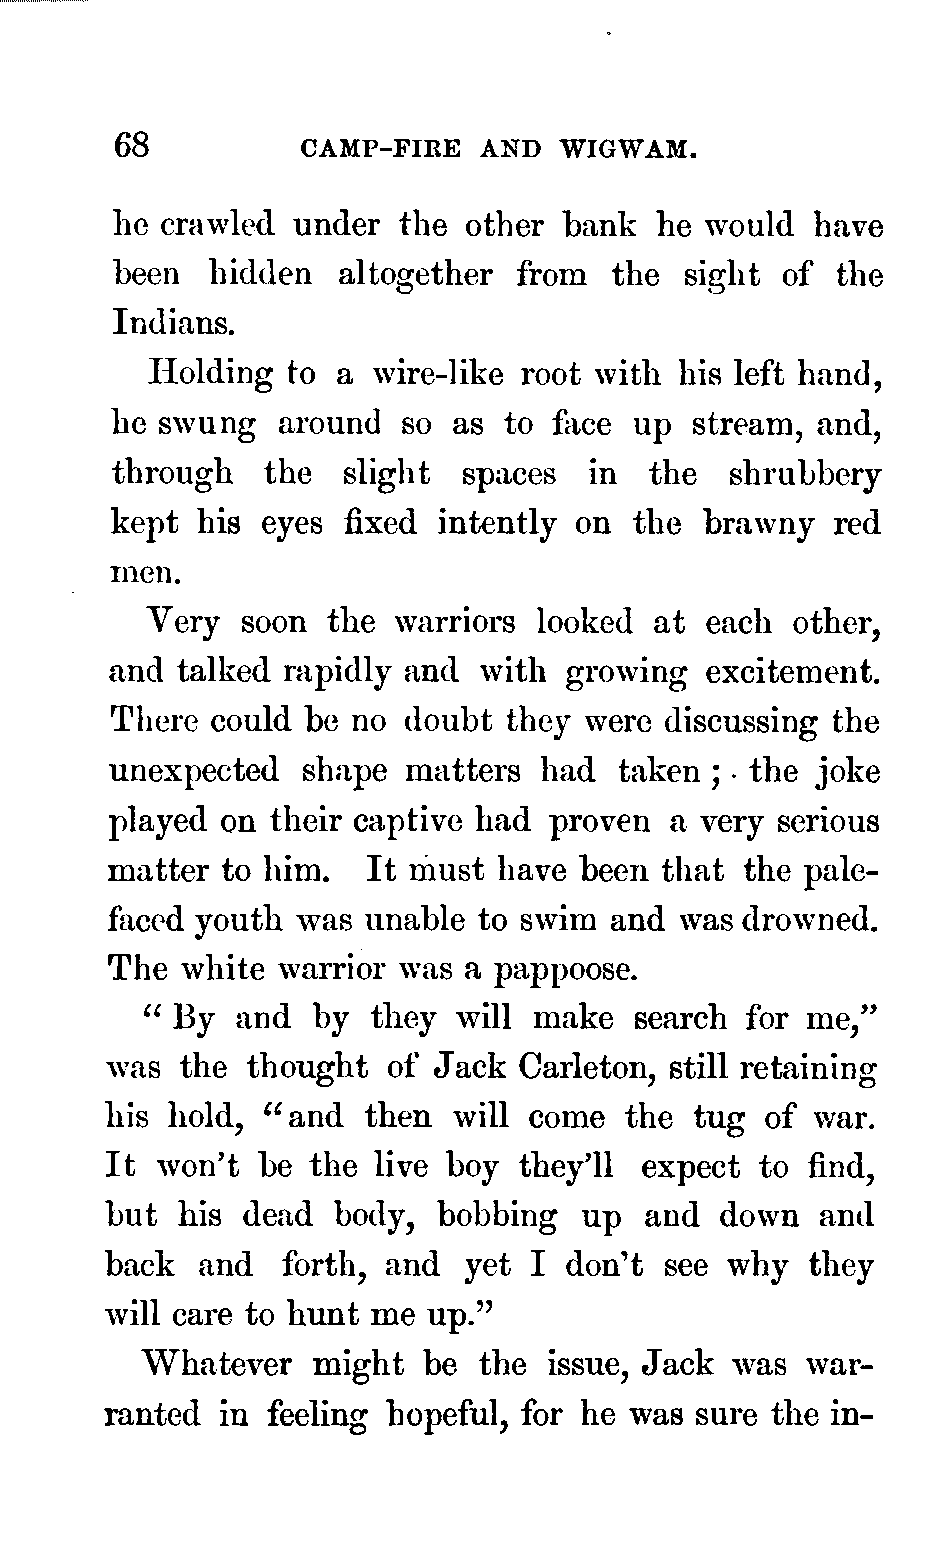 68 CAMP-FIRE AND WIGWAM.
he crawled under the other bank he would have
been hidden altogether from the sight of the
Indians.
Holding to a wire-like root with his left hand,
he swung around so as to face up stream, and,
through the slight spaces in the shrubbery
kept his eyes fixed intently on the brawny red
men.
Very soon the warriors looked at each other,
and talked rapidly and with growing excitement.
There could be no doubt they were discussing the
unexpected shape matters had taken ; the joke
played on their captive had proven a very serious
matter to him. It must have been that the pale-
faced youth was unable to swim and was drowned.
The white warrior was a pappoose.
“ By and by they will make search for me,”
was the thought of Jack Carleton, still retaining
his hold, “and then will come the tug of war.
It won’t be the live boy they’ll expect to find,
but his dead body, bobbing up and down and
back and forth, and yet I don’t see why they
will care to hunt me up.”
Whatever might be the issue, Jack was war-
ranted in feeling hopeful, for he was sure the in-